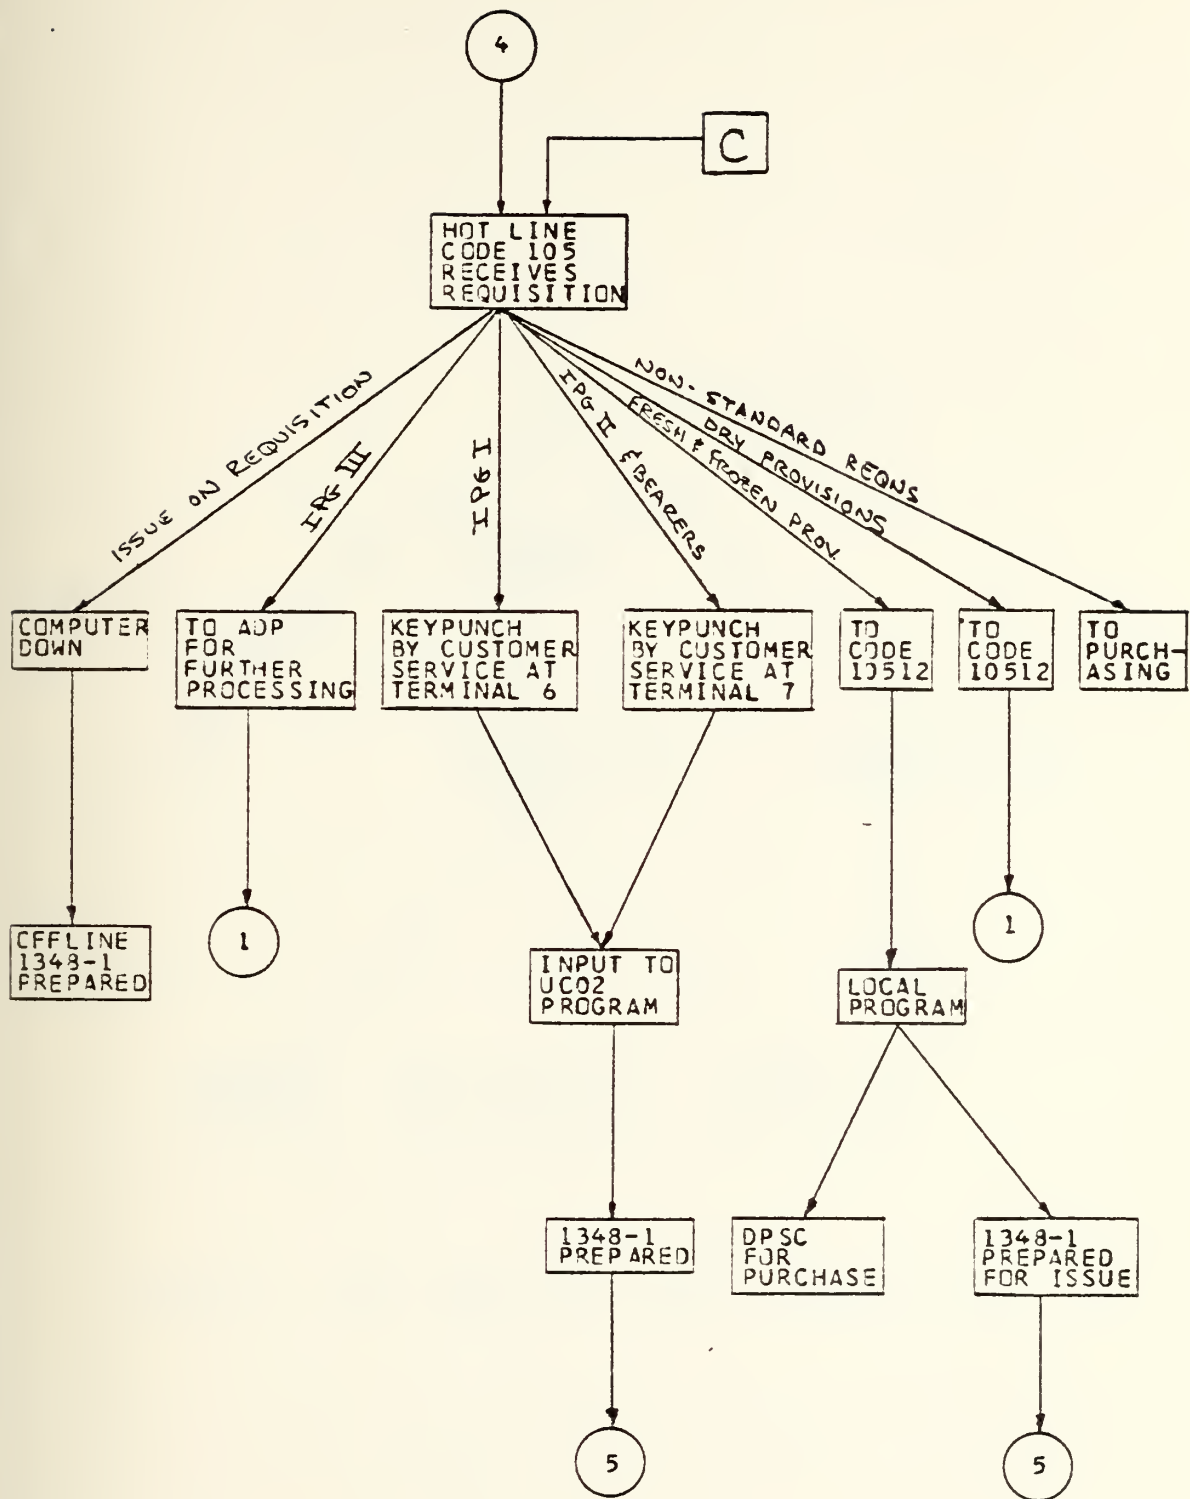 4
C
HOT LINE
CODE 105
RECEIVES
REQUISITION
ISSUE ON REQUISITION
IPG III
IPG I
IPG II & BEARERS
FRESH & FROZEN PROV.
DRY PROVISIONS
NON-STANDARD REQNS
COMPUTER
DOWN
TO ADP
FOR
FURTHER
PROCESSING
KEYPUNCH
BY CUSTOMER
SERVICE AT
TERMINAL 6
KEYPUNCH
BY CUSTOMER
SERVICE AT
TERMINAL 7
TO
CODE
10512
TO
CODE
10512
TO
PURCH-
ASING
OFFLINE
1348-1
PREPARED
1
INPUT TO
UC02
PROGRAM
LOCAL
PROGRAM
1
1348-1
PREPARED
DPSC
FOR
PURCHASE
1348-1
PREPARED
FOR ISSUE
5
5